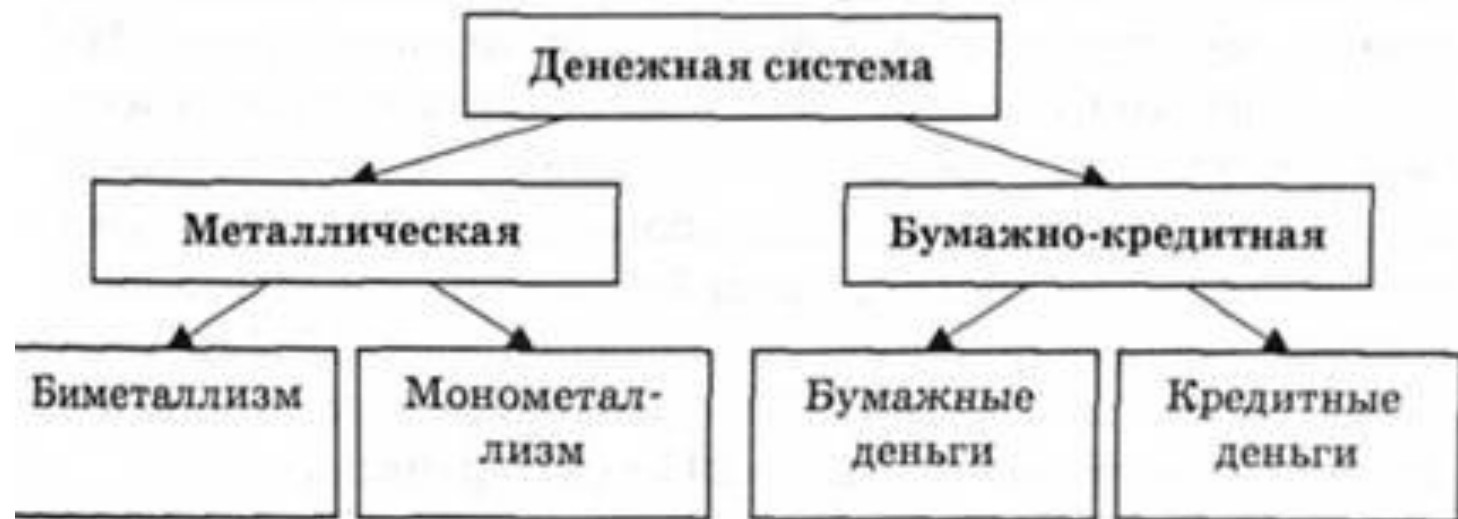 Денежная система
Металлическая
Бумажно-кредитная
Биметаллизм
Монометал-
лизм
Бумажные
деньги
Кредитные
деньги